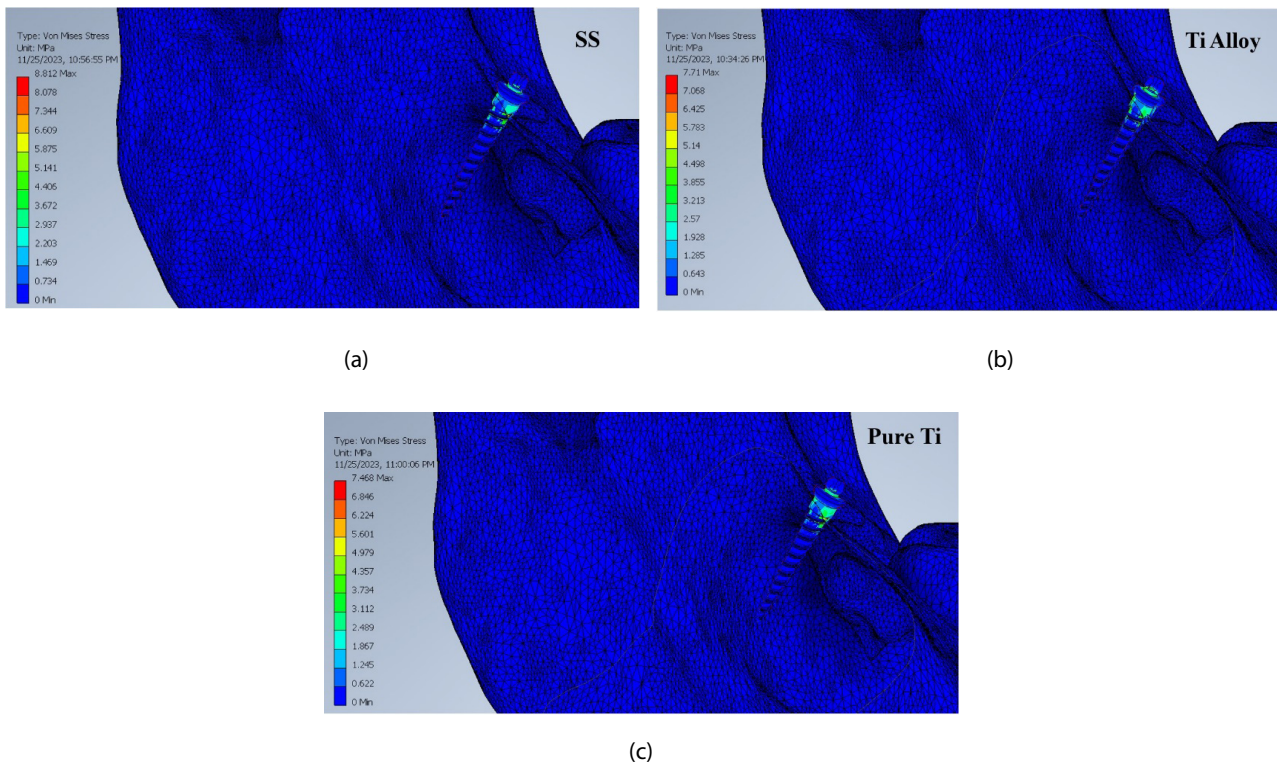 Type: Von Mises Stress
Unit: MPa
11/25/2023, 10:56:55 PM
8.812 Max
8.078
7.344
6.609
5.875
5.141
4.406
3.672
2.937
2.203
1.469
0.734
0 Min
SS
(a)
Type: Von Mises Stress
Unit: MPa
11/25/2023, 10:34:26 PM
7.71 Max
7.068
6.425
5.783
5.14
4.498
3.855
3.213
2.57
1.928
1.285
0.643
0 Min
Ti Alloy
(b)
Type: Von Mises Stress
Unit: MPa
11/25/2023, 11:00:06 PM
7.468 Max
6.846
6.224
5.601
4.979
4.357
3.734
3.112
2.489
1.867
1.245
0.622
0 Min
Pure Ti
(c)